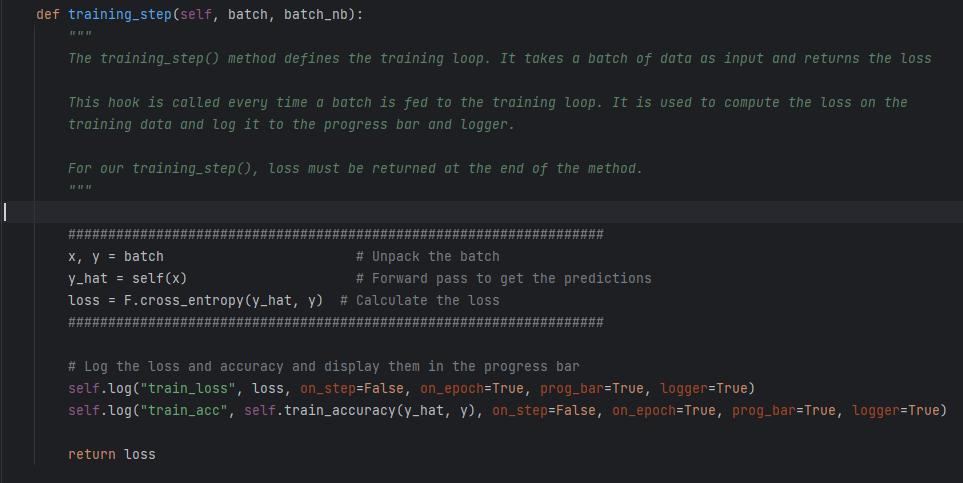 def training_step(self, batch, batch_nb):
"""
The training_step() method defines the training loop. It takes a batch of data as input and returns the loss
This hook is called every time a batch is fed to the training loop. It is used to compute the loss on the
training data and log it to the progress bar and logger.
For our training_step(), loss must be returned at the end of the method.
"""
###################################################################
x, y = batch                        # Unpack the batch
y_hat = self(x)                     # Forward pass to get the predictions
loss = F.cross_entropy(y_hat, y)  # Calculate the loss
###################################################################
# Log the loss and accuracy and display them in the progress bar
self.log("train_loss", loss, on_step=False, on_epoch=True, prog_bar=True, logger=True)
self.log("train_acc", self.train_accuracy(y_hat, y), on_step=False, on_epoch=True, prog_bar=True, logger=True)
return loss